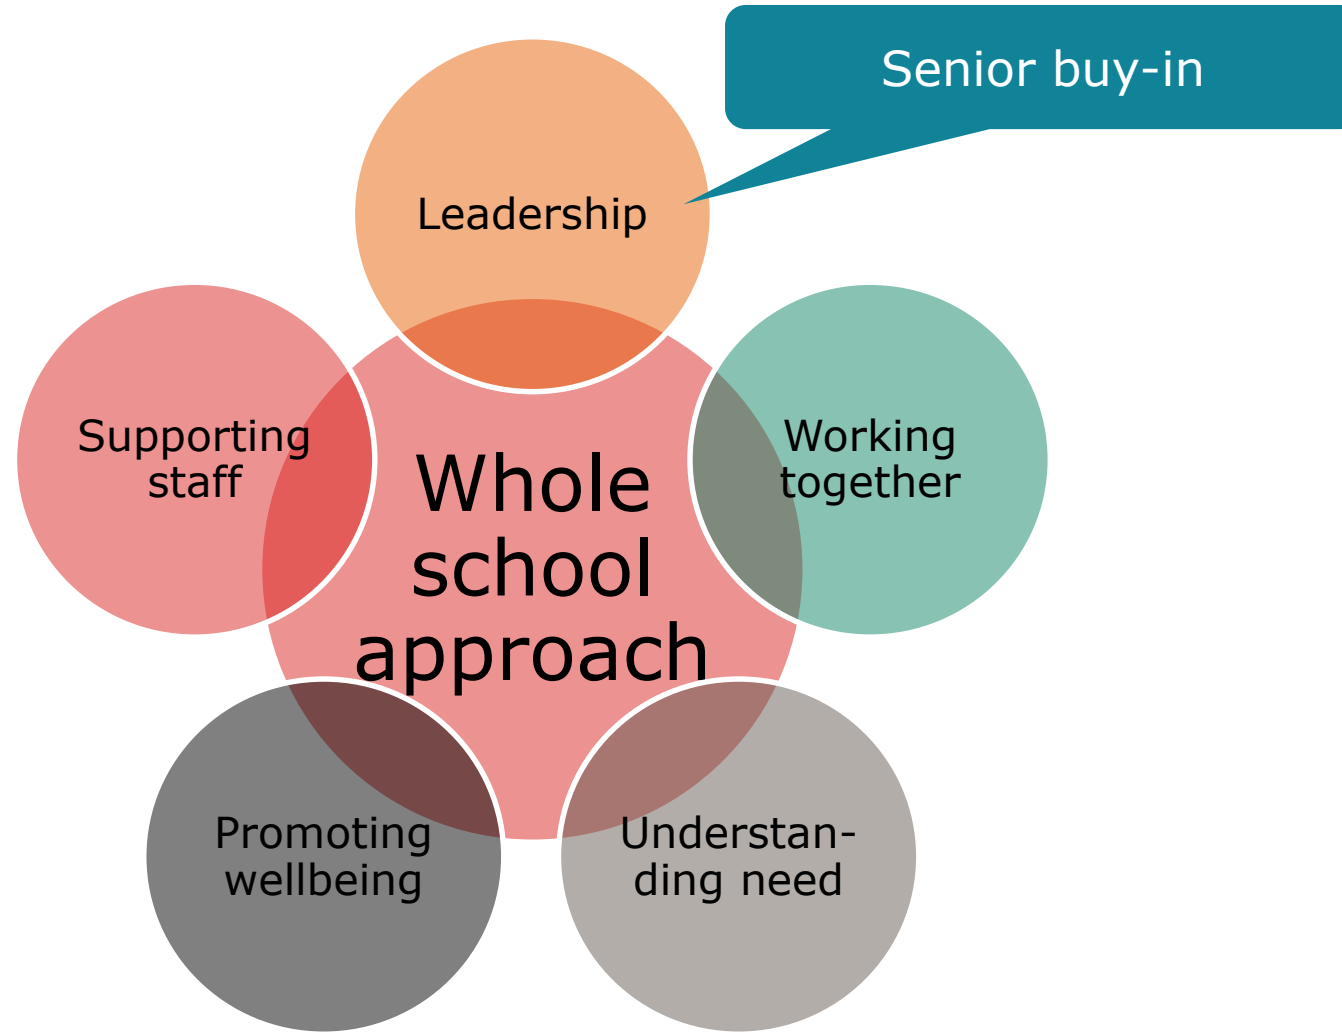 Senior buy-in
Leadership
Supporting
staff
Working
together
Whole
school
approach
Promoting
wellbeing
Understan-
ding need